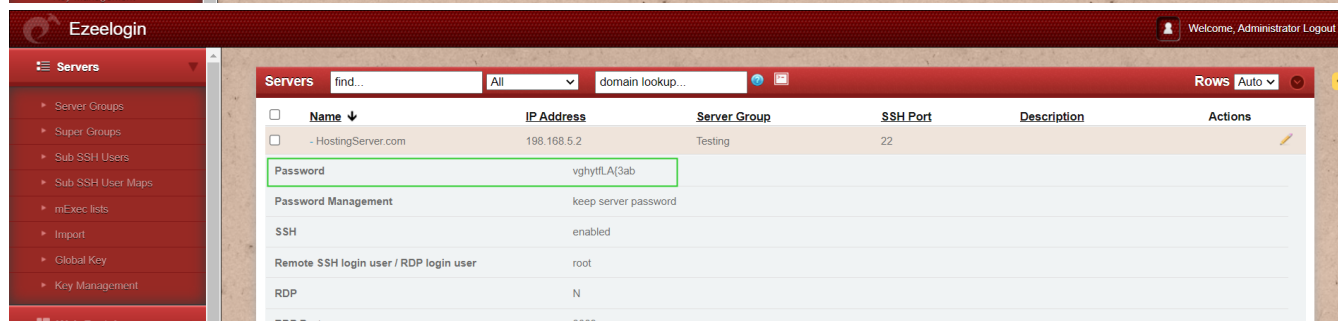 Ezeelogin
Welcome, Administrator Logout
Servers
Server Groups
Super Groups
Sub SSH Users
Sub SSH User Maps
mExec lists
Import
Global Key
Key Management
Servers find... All domain lookup... Rows Auto
Name IP Address Server Group SSH Port Description Actions
- HostingServer.com 198.168.5.2 Testing 22
Password vghytfLA(3ab
Password Management keep server password
SSH enabled
Remote SSH login user / RDP login user root
RDP N